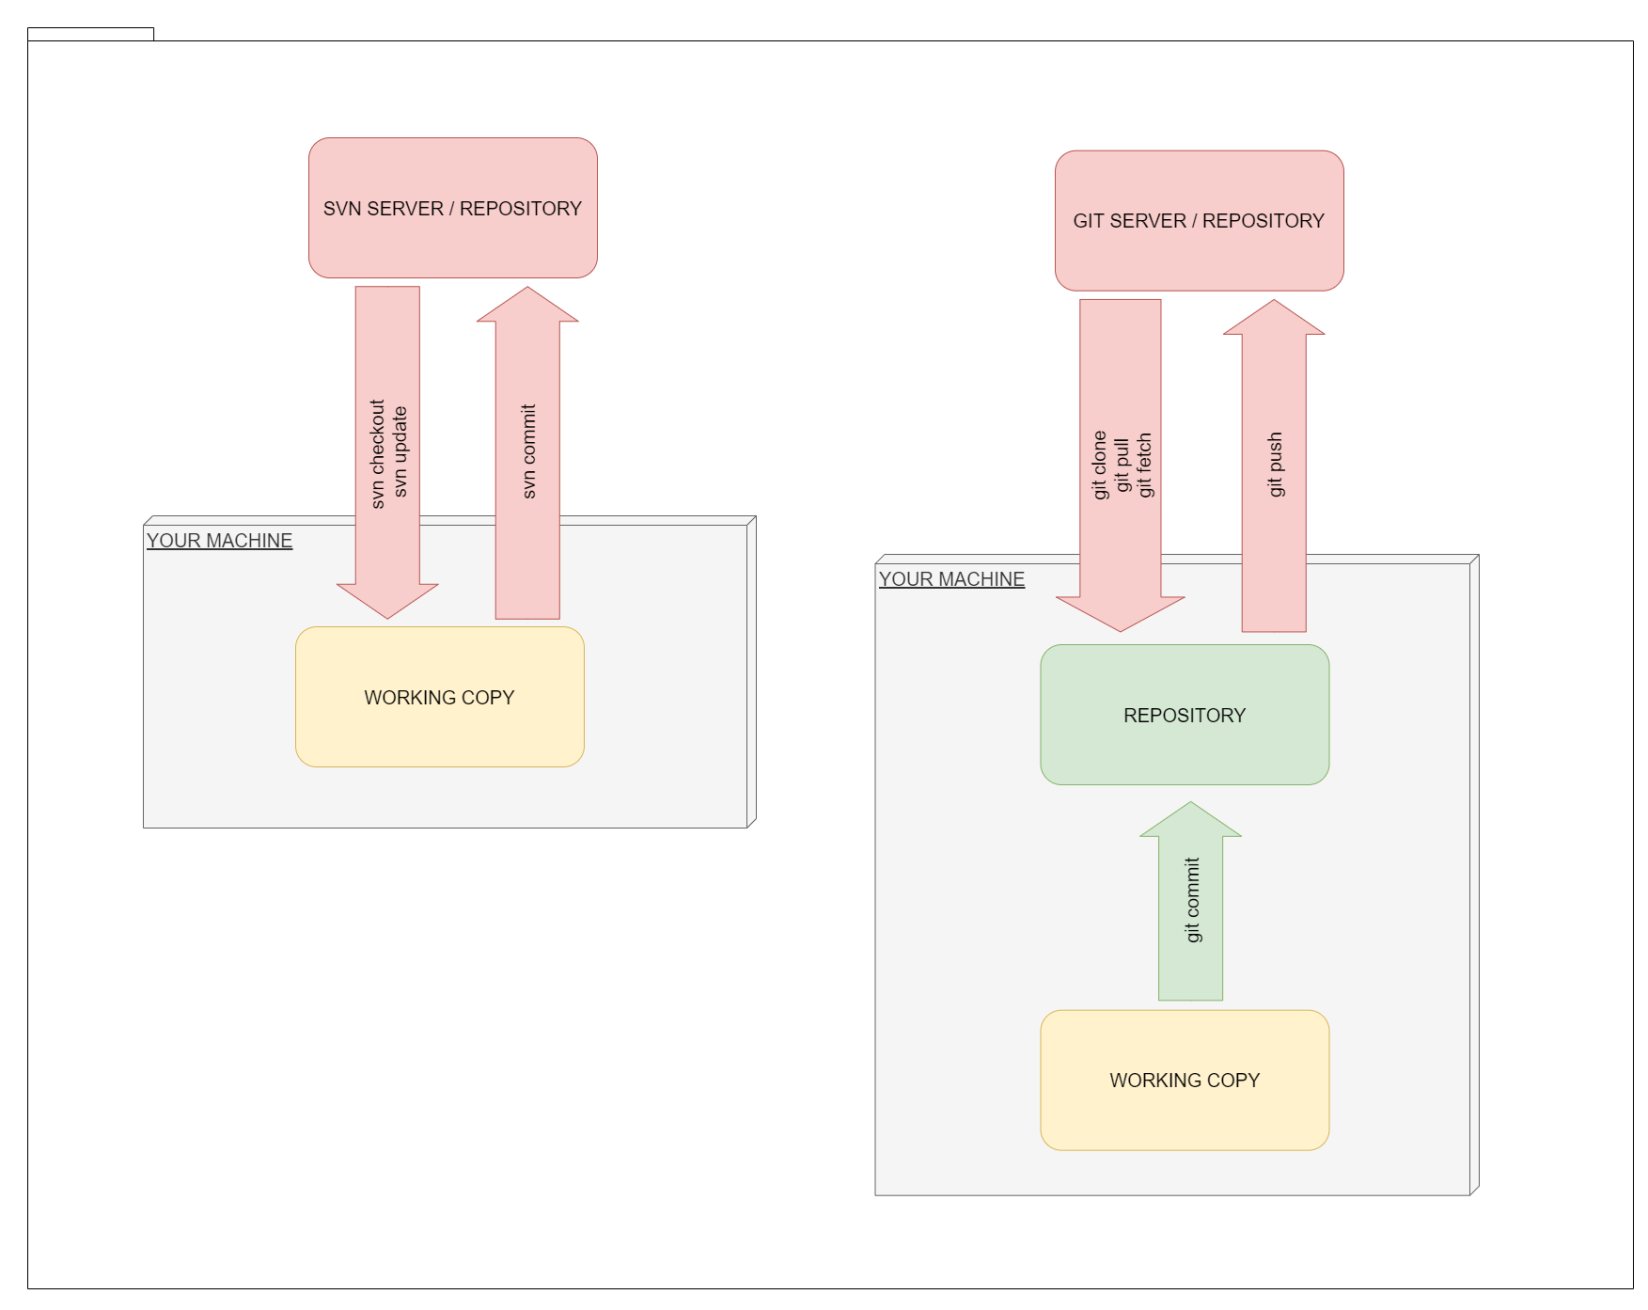 SVN SERVER / REPOSITORY
svn checkout
svn update
svn commit
YOUR MACHINE
WORKING COPY
GIT SERVER / REPOSITORY
git clone
git pull
git fetch
git push
YOUR MACHINE
REPOSITORY
git commit
WORKING COPY